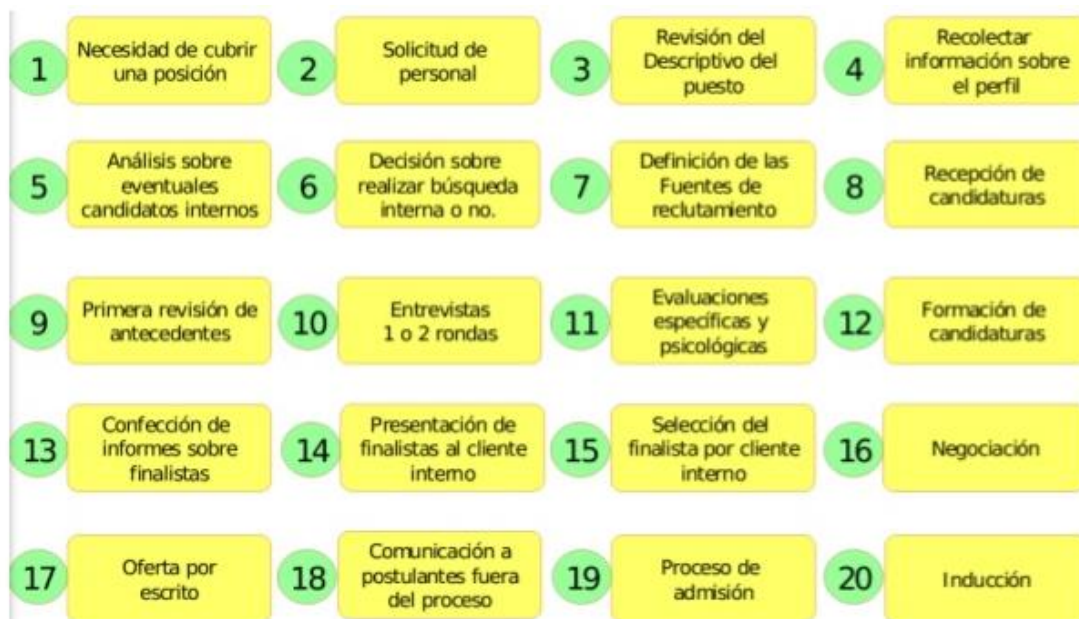 1 Necesidad de cubrir
una posición
2 Solicitud de
personal
3 Revisión del
Descriptivo del
puesto
4 Recolectar
información sobre
el perfil
5 Análisis sobre
eventuales
candidatos internos
6 Decisión sobre
realizar búsqueda
interna o no.
7 Definición de las
Fuentes de
reclutamiento
8 Recepción de
candidaturas
9 Primera revisión de
antecedentes
10 Entrevistas
1 o 2 rondas
11 Evaluaciones
específicas y
psicológicas
12 Formación de
candidaturas
13 Confección de
informes sobre
finalistas
14 Presentación de
finalistas al cliente
interno
15 Selección del
finalista por cliente
interno
16 Negociación
17 Oferta por
escrito
18 Comunicación a
postulantes fuera
del proceso
19 Proceso de
admisión
20 Inducción